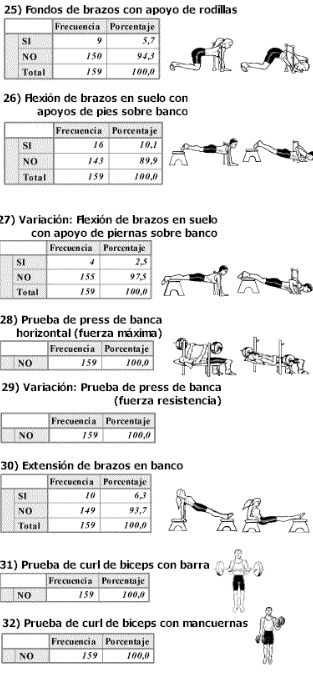 25) Fondos de brazos con apoyo de rodillas
Frecuencia Porcentaje
SI 9 5,7
NO 150 94,3
Total 159 100,0
26) Flexión de brazos en suelo con
apoyos de pies sobre banco
Frecuencia Porcentaje
SI 16 10,1
NO 143 89,9
Total 159 100,0
27) Variación: Flexión de brazos en suelo
con apoyo de piernas sobre banco
Frecuencia Porcentaje
SI 4 2,5
NO 155 97,5
Total 159 100,0
28) Prueba de press de banca
horizontal (fuerza máxima)
Frecuencia Porcentaje
NO 159 100,0
29) Variación: Prueba de press de banca
(fuerza resistencia)
Frecuencia Porcentaje
NO 159 100,0
30) Extensión de brazos en banco
Frecuencia Porcentaje
SI 10 6,3
NO 149 93,7
Total 159 100,0
31) Prueba de curl de biceps con barra
Frecuencia Porcentaje
NO 159 100,0
32) Prueba de curl de biceps con mancuernas
Frecuencia Porcentaje
NO 159 100,0